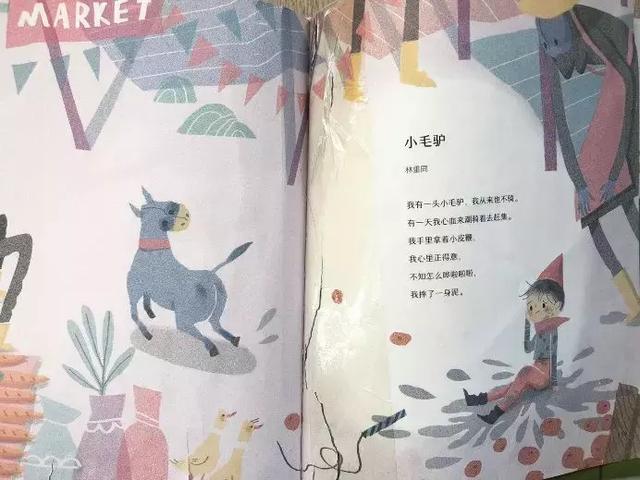 MARKET
小毛驴
我有一头小毛驴，我从来也不骑。
有一天我心血来潮骑着去赶集。
我手里拿着小皮鞭，
我心里正得意，
不知怎么哗啦啦啦，
我摔了一身泥。